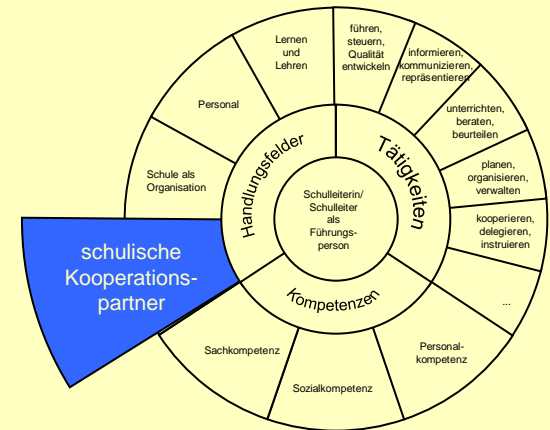 Lernen
und
Lehren
führen,
steuern,
Qualität
entwickeln
informieren,
kommunizieren,
repräsentieren
unterrichten,
beraten,
beurteilen
planen,
organisieren,
verwalten
kooperieren,
delegieren,
instruieren
...
Personal
Schule als
Organisation
schulische
Kooperations-
partner
Handlungsfelder
Tätigkeiten
Kompetenzen
Schulleiterin/
Schulleiter
als
Führungs-
person
Sachkompetenz
Sozialkompetenz
Personal-
kompetenz